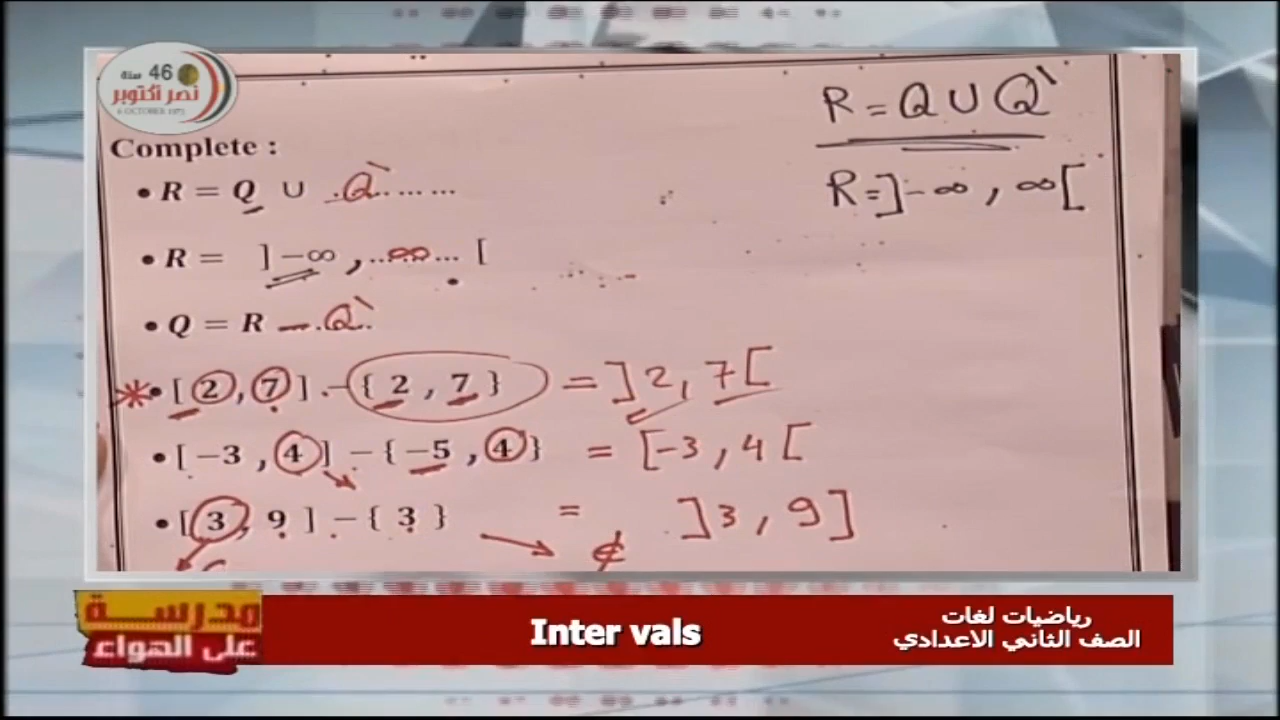 46 سنة
نصر أكتوبر
6 OCTOBER 1973
R = Q ∪ Q`
R = ]-∞ , ∞[
Complete :
• R = Q ∪ .Q`.......
• R = ]-∞ ,..∞... [
• Q = R - .Q`.
* • [ 2 , 7 ] - { 2 , 7 } = ]2, 7[
• [ -3 , 4 ] - { -5 , 4 } = [-3 , 4 [
• [ 3 , 9 ] - { 3 } = ]3 , 9]
∈ ∉
مدرسة
على الهواء
Inter vals
رياضيات لغات
الصف الثاني الاعدادي